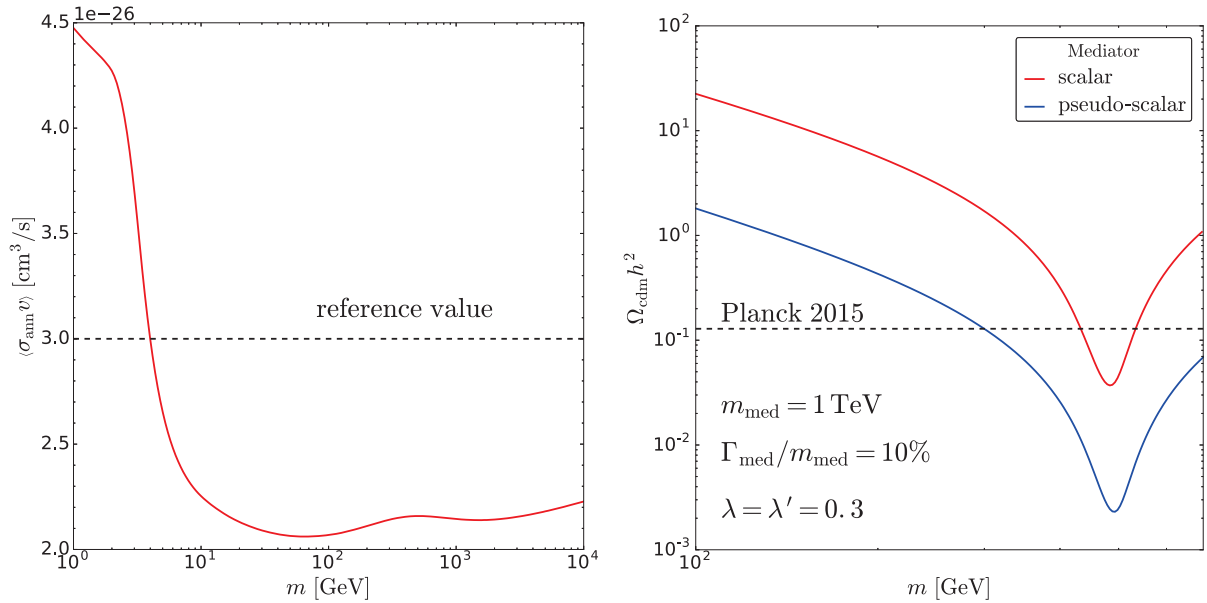 1e−26
4.5
4.0
3.5
3.0
2.5
2.0
⟨σ_ann v⟩ [cm³/s]
reference value
10⁰ 10¹ 10² 10³ 10⁴
m [GeV]
10²
10¹
10⁰
10⁻¹
10⁻²
10⁻³
Ω_cdm h²
Mediator
scalar
pseudo-scalar
Planck 2015
m_med = 1 TeV
Γ_med/m_med = 10%
λ = λ′ = 0.3
10²
m [GeV]